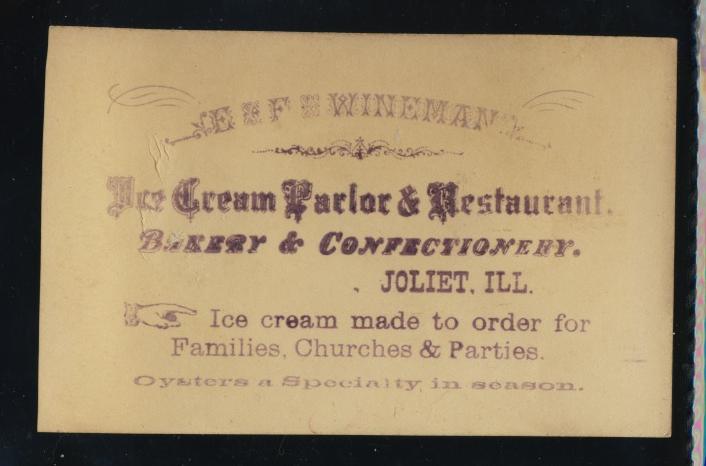 E F WINEMAN
Ice Cream Parlor & Restaurant.
BAKERY & CONFECTIONERY.
JOLIET, ILL.
Ice cream made to order for
Families, Churches & Parties.
Oysters a Specialty in season.